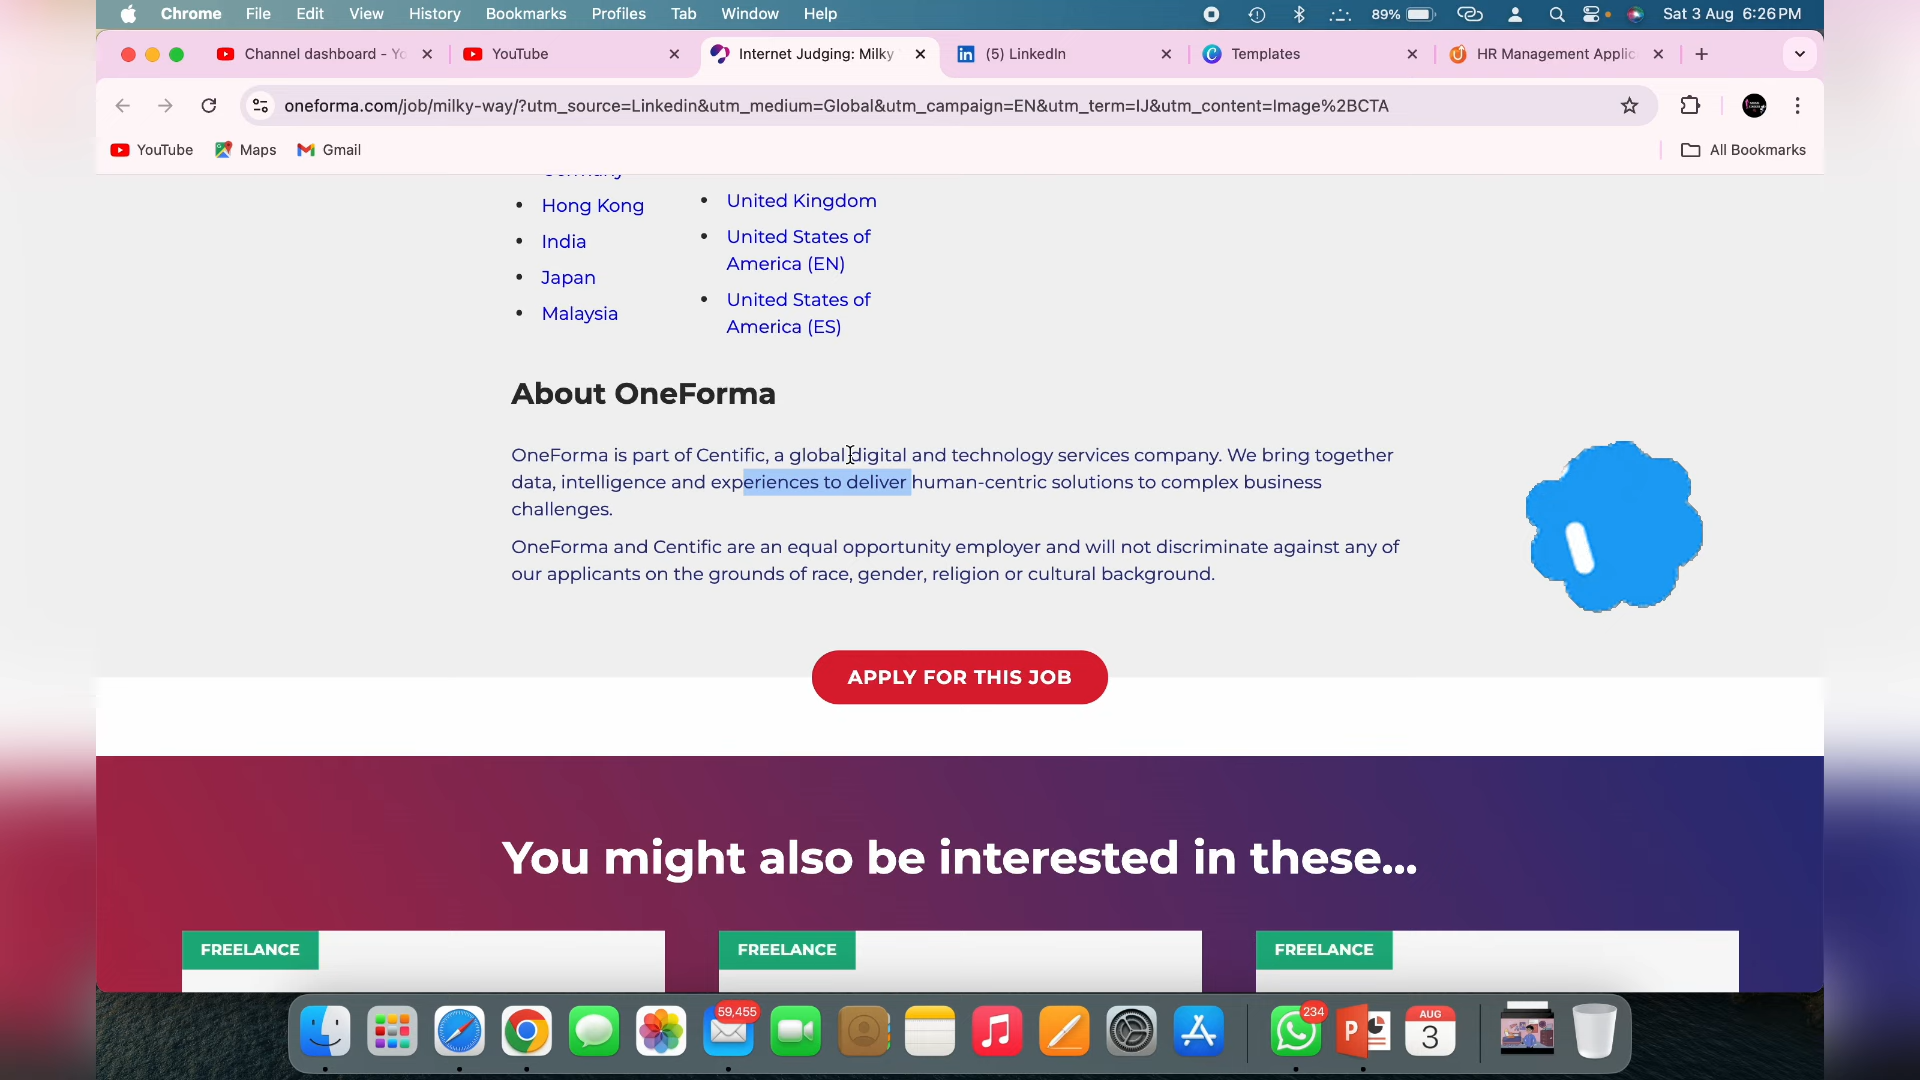 Chrome File Edit View History Bookmarks Profiles Tab Window Help 89% Sat 3 Aug 6:26 PM
Channel dashboard - Yo YouTube Internet Judging: Milky (5) LinkedIn Templates HR Management Applic
oneforma.com/job/milky-way/?utm_source=Linkedin&utm_medium=Global&utm_campaign=EN&utm_term=IJ&utm_content=Image%2BCTA
YouTube Maps Gmail All Bookmarks
Germany
Hong Kong
India
Japan
Malaysia
United Kingdom
United States of
America (EN)
United States of
America (ES)
About OneForma
OneForma is part of Centific, a global digital and technology services company. We bring together
data, intelligence and experiences to deliver human-centric solutions to complex business
challenges.
OneForma and Centific are an equal opportunity employer and will not discriminate against any of
our applicants on the grounds of race, gender, religion or cultural background.
APPLY FOR THIS JOB
You might also be interested in these...
FREELANCE FREELANCE FREELANCE
59,455 234 AUG
P 3